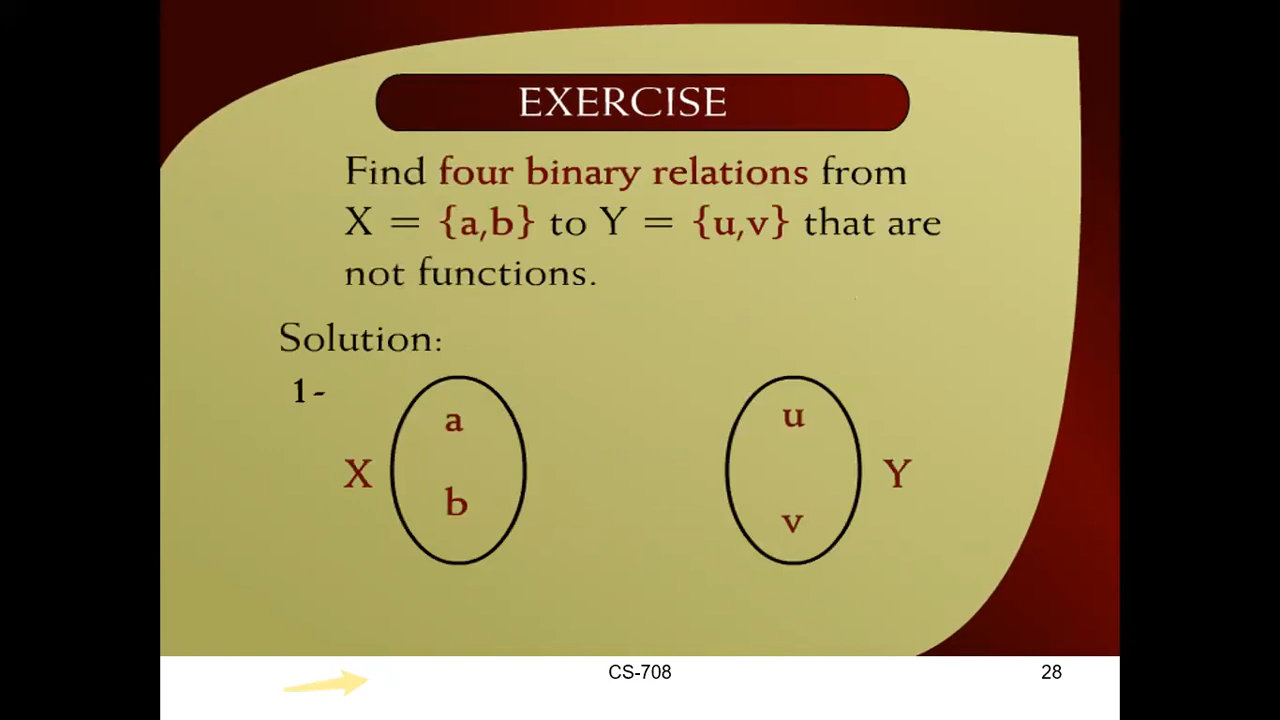 EXERCISE
Find four binary relations from
X = {a,b} to Y = {u,v} that are
not functions.
Solution:
1-
a
u
X
Y
b
v
CS-708
28